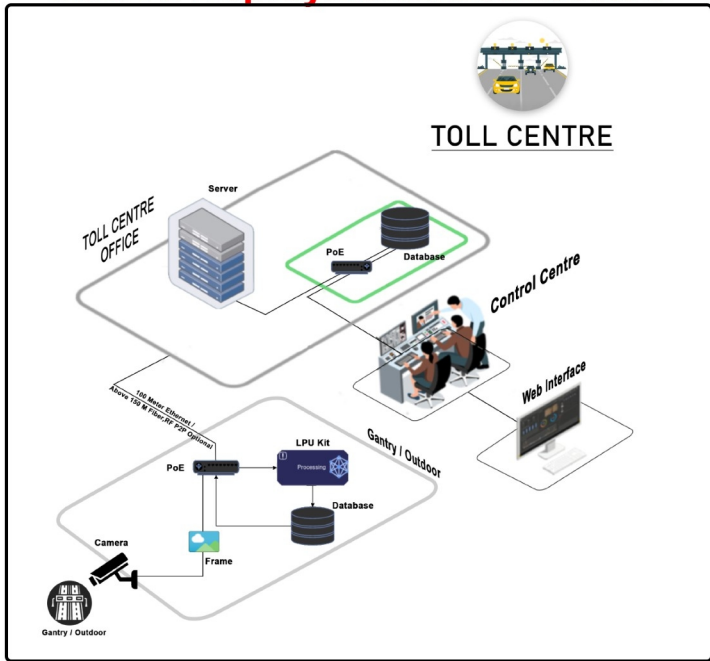 TOLL CENTRE
Server
TOLL CENTRE
OFFICE
PoE
Database
Control Centre
Web Interface
100 Meter Ethernet /
Above 150 M Fiber,RF P2P Optional
Gantry / Outdoor
LPU Kit
PoE
Processing
Database
Camera
Frame
Gantry / Outdoor